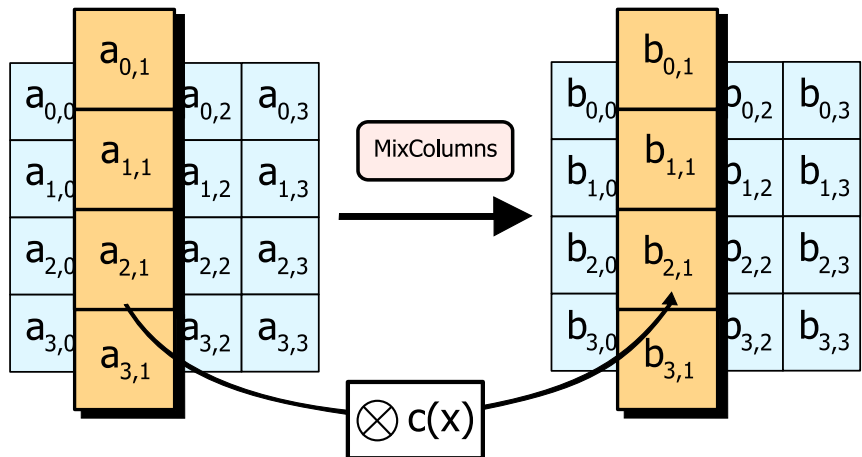 a0,1 b0,1
a0,0 a0,2 a0,3 b0,0 b0,2 b0,3
MixColumns
a1,1 b1,1
a1,0 a1,2 a1,3 b1,0 b1,2 b1,3
a2,1 b2,1
a2,0 a2,2 a2,3 b2,0 b2,2 b2,3
a3,0 a3,2 a3,3 b3,0 b3,2 b3,3
a3,1 b3,1
⊗ c(x)